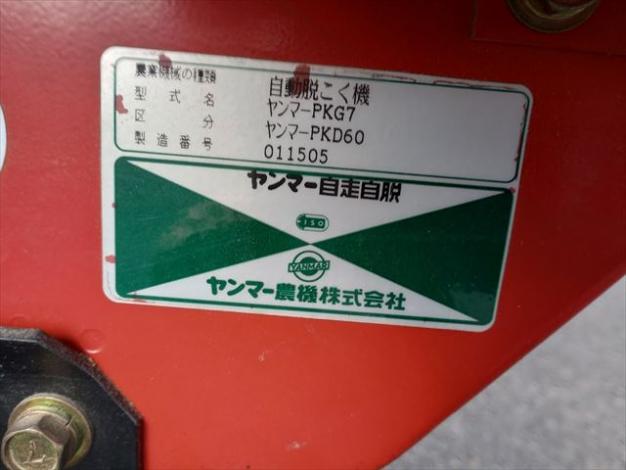 農業機械の種類 自動脱こく機
型式名 ヤンマーPKG7
区分 ヤンマーPKD60
製造番号 011505
ヤンマー自走自脱
ISO
YANMAR
ヤンマー農機株式会社